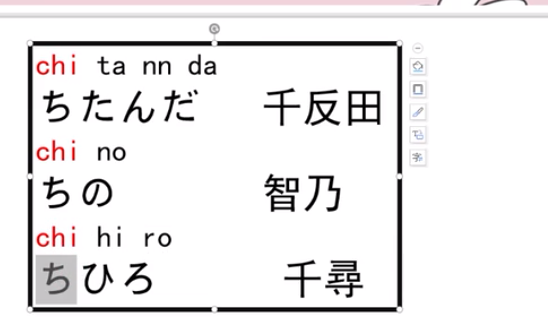 chi ta nn da
ちたんだ 千反田
chi no
ちの 智乃
chi hi ro
ちひろ 千尋